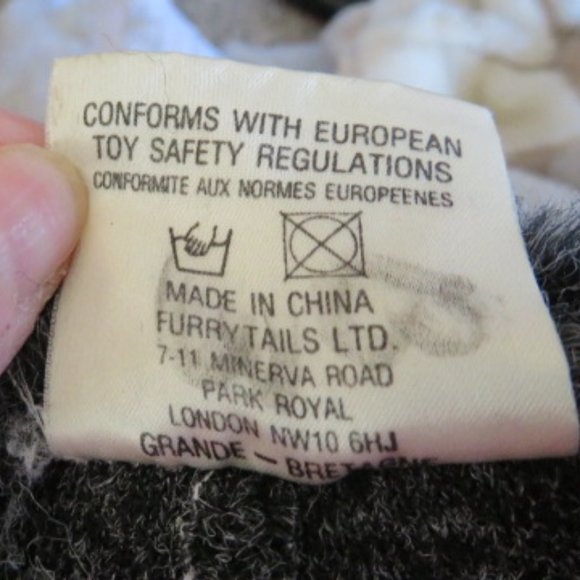 CONFORMS WITH EUROPEAN
TOY SAFETY REGULATIONS
CONFORMITE AUX NORMES EUROPEENES
MADE IN CHINA
FURRYTAILS LTD.
7-11 MINERVA ROAD
PARK ROYAL
LONDON NW10 6HJ
GRANDE – BRETAGNE